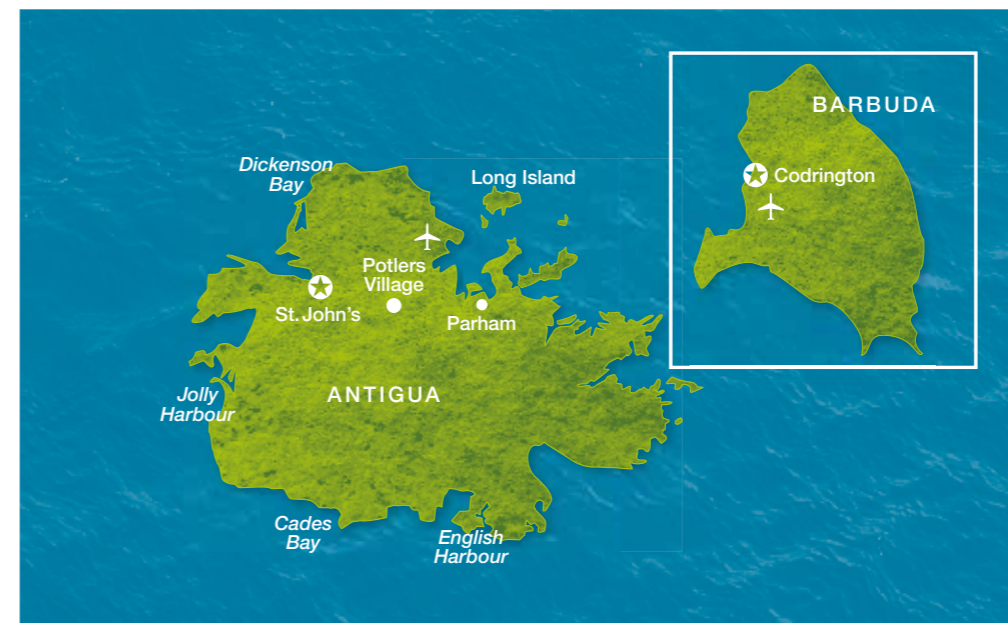 BARBUDA
Codrington
Dickenson
Bay
Long Island
Potlers
Village
St. John's
Parham
ANTIGUA
Jolly
Harbour
Cades
Bay
English
Harbour